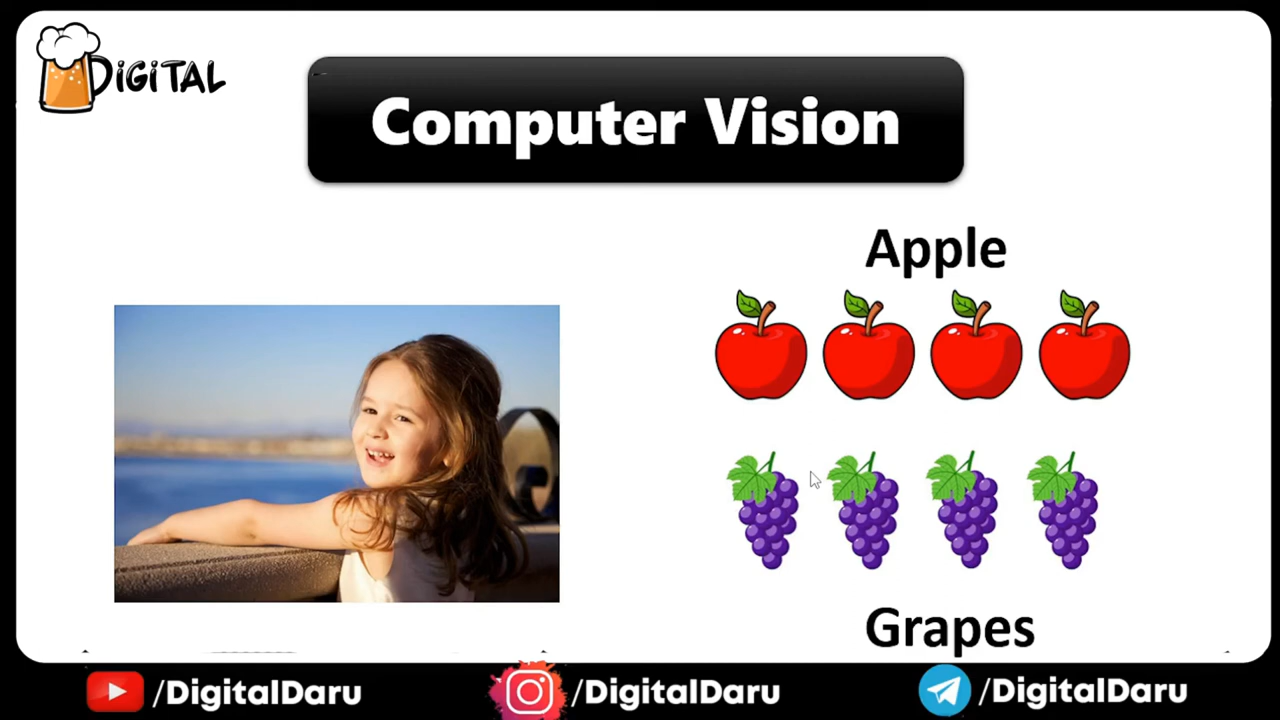 DiGiTAL
Computer Vision
Apple
Grapes
/DigitalDaru
/DigitalDaru
/DigitalDaru